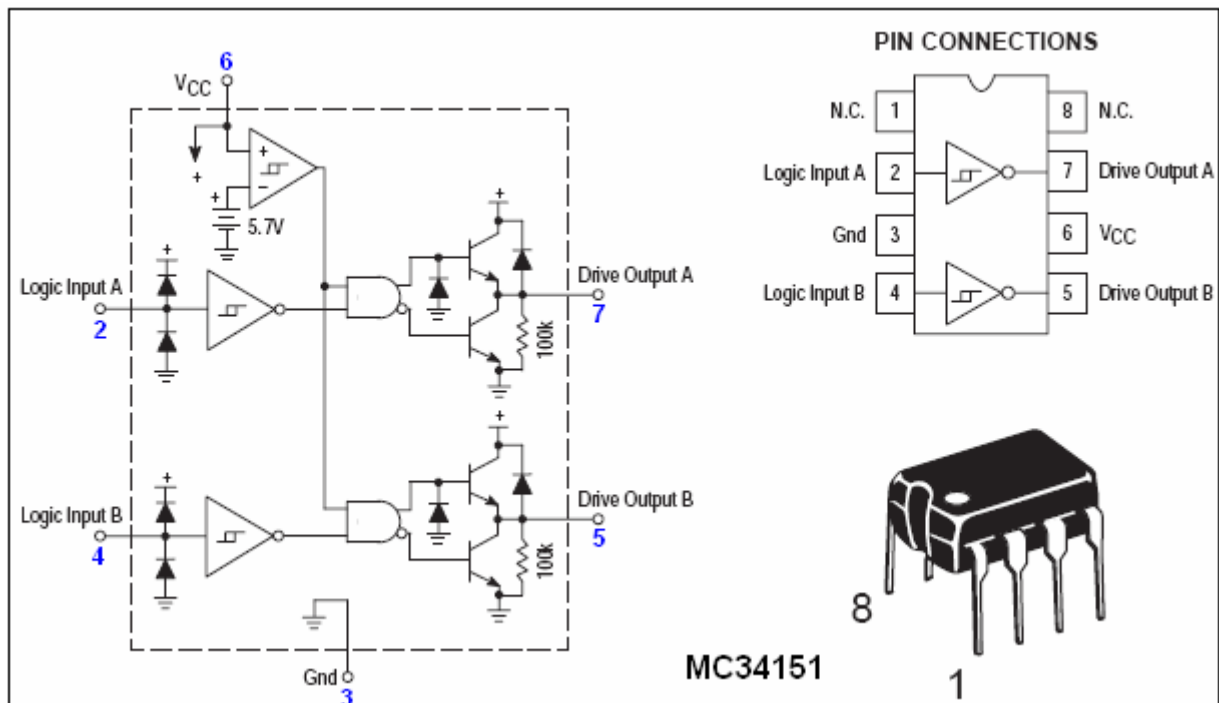 6
VCC
+
+
−
+
5.7V
+
Logic Input A
2
+
Drive Output A
7
100k
+
Logic Input B
4
+
Drive Output B
5
100k
Gnd
3
PIN CONNECTIONS
N.C. 1 8 N.C.
Logic Input A 2 7 Drive Output A
Gnd 3 6 VCC
Logic Input B 4 5 Drive Output B
8
1
MC34151